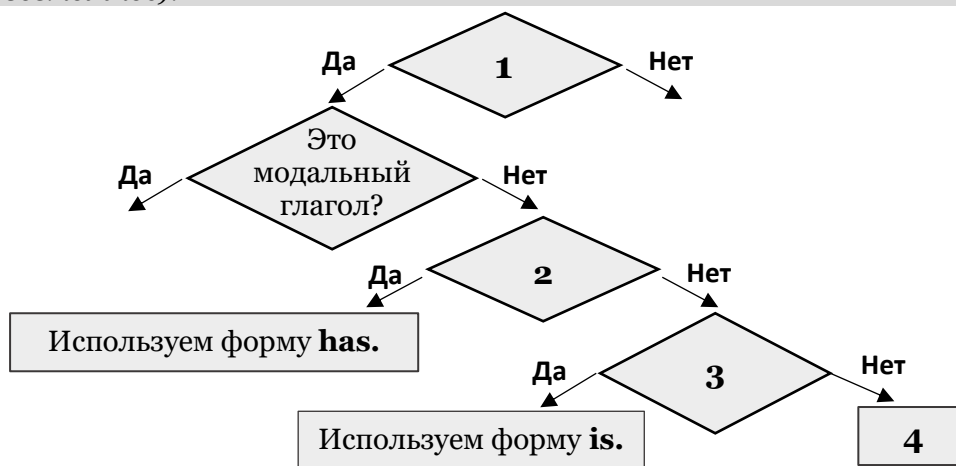 Да
1
Нет
Да
Это
модальный
глагол?
Нет
Да
2
Нет
Используем форму has.
Да
3
Нет
Используем форму is.
4